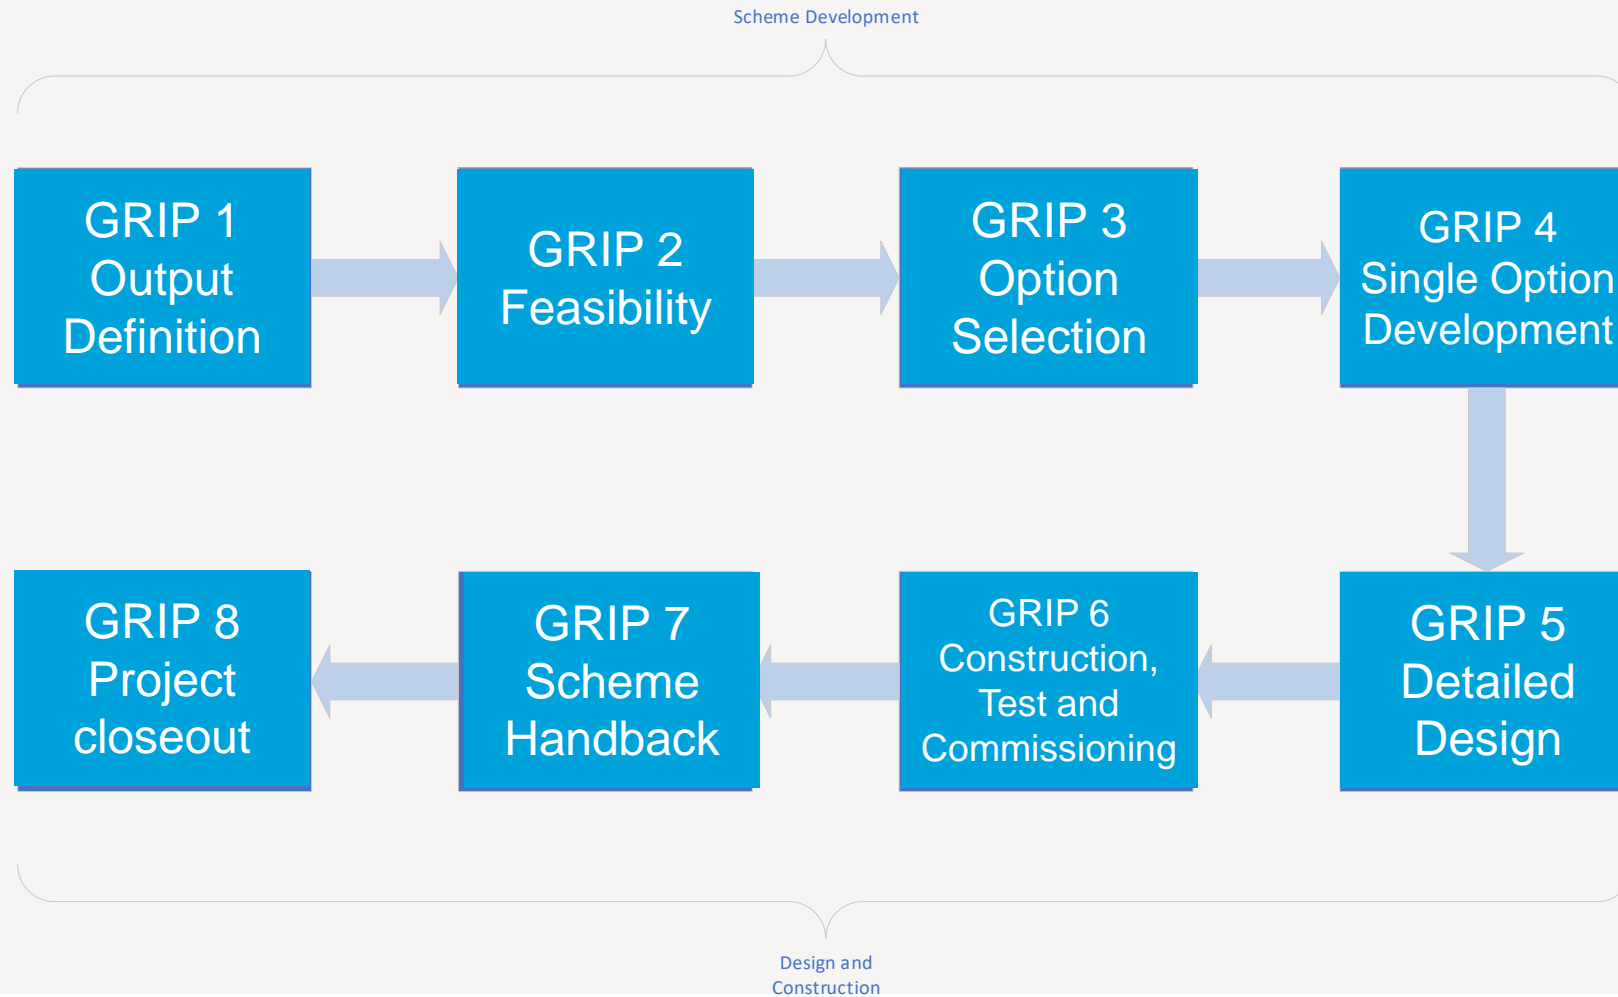 Scheme Development
GRIP 1
Output
Definition
GRIP 2
Feasibility
GRIP 3
Option
Selection
GRIP 4
Single Option
Development
GRIP 8
Project
closeout
GRIP 7
Scheme
Handback
GRIP 6
Construction,
Test and
Commissioning
GRIP 5
Detailed
Design
Design and
Construction